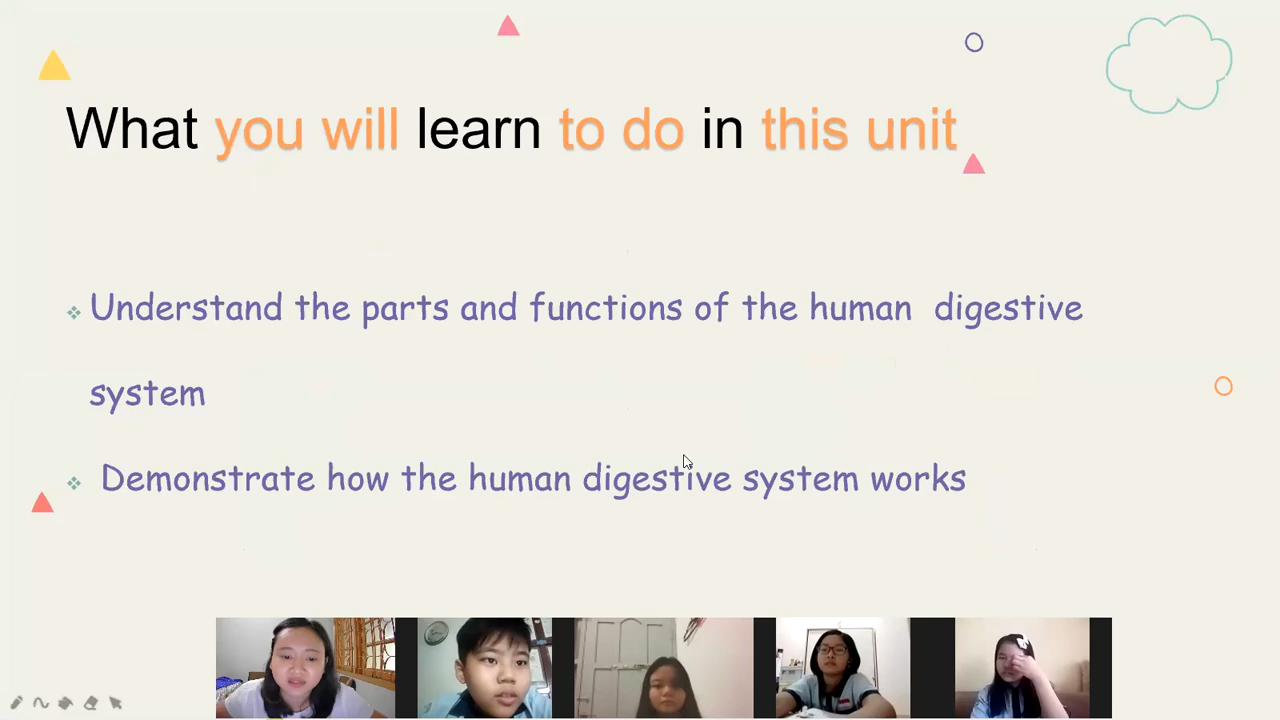 What you will learn to do in this unit
Understand the parts and functions of the human digestive
system
Demonstrate how the human digestive system works